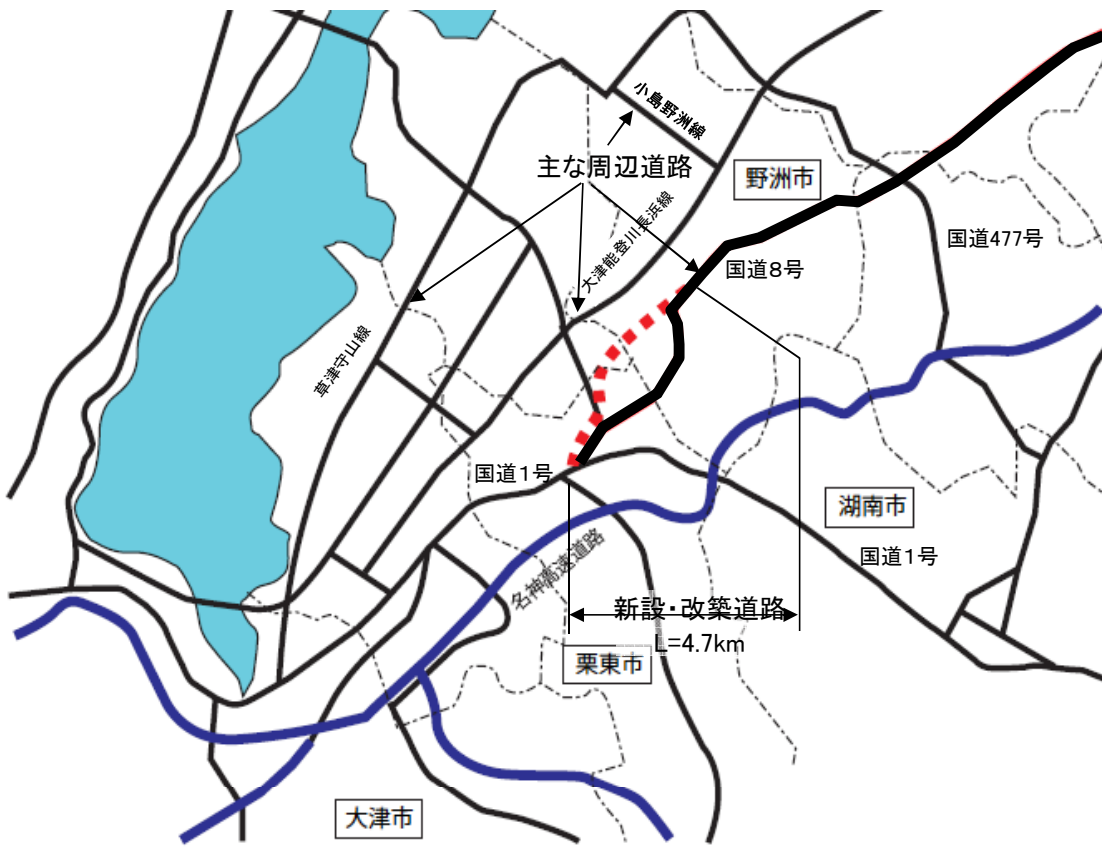 小島野洲線
主な周辺道路
野洲市
大津能登川長浜線
国道477号
国道8号
草津守山線
国道1号
湖南市
国道1号
名神高速道路
新設・改築道路
L=4.7km
栗東市
大津市